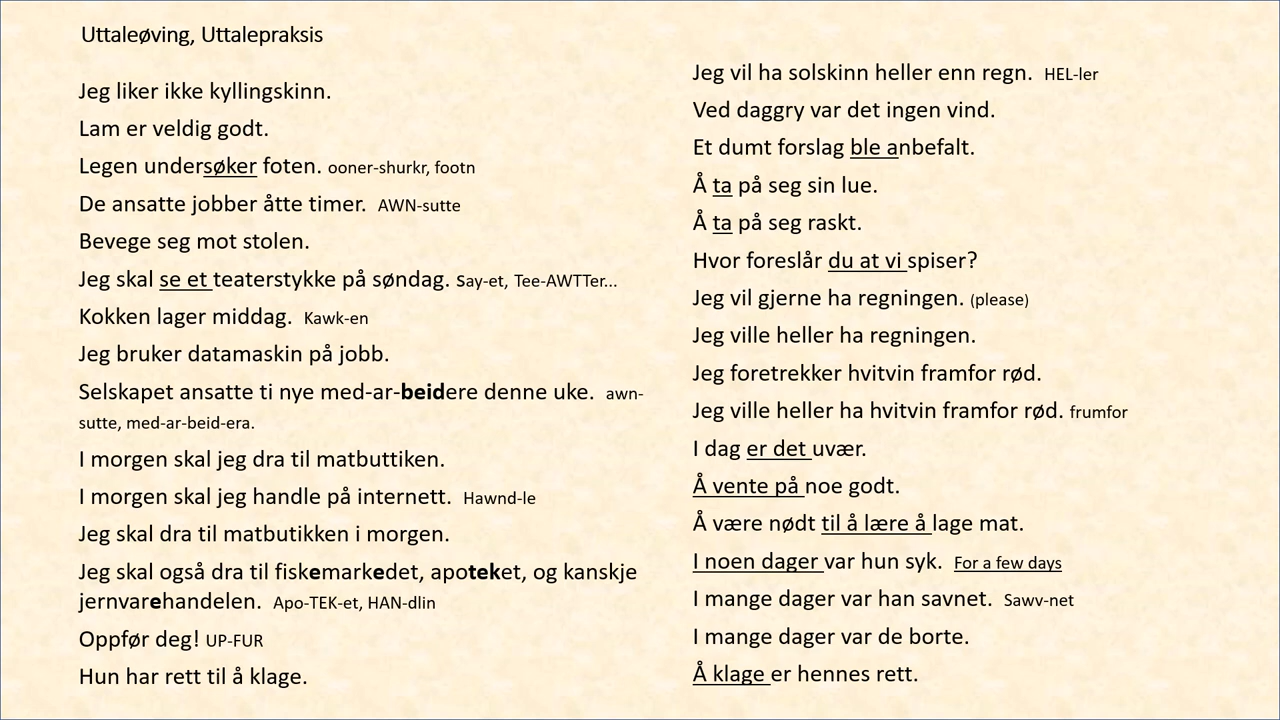 Uttaleøving, Uttalepraksis
Jeg liker ikke kyllingskinn.
Lam er veldig godt.
Legen undersøker foten. ooner-shurkr, footn
De ansatte jobber åtte timer. AWN-sutte
Bevege seg mot stolen.
Jeg skal se et teaterstykke på søndag. Say-et, Tee-AWTTer...
Kokken lager middag. Kawk-en
Jeg bruker datamaskin på jobb.
Selskapet ansatte ti nye med-ar-beidere denne uke. awn-
sutte, med-ar-beid-era.
I morgen skal jeg dra til matbuttiken.
I morgen skal jeg handle på internett. Hawnd-le
Jeg skal dra til matbutikken i morgen.
Jeg skal også dra til fiskemarkedet, apoteket, og kanskje
jernvarehandelen. Apo-TEK-et, HAN-dlin
Oppfør deg! UP-FUR
Hun har rett til å klage.
Jeg vil ha solskinn heller enn regn. HEL-ler
Ved daggry var det ingen vind.
Et dumt forslag ble anbefalt.
Å ta på seg sin lue.
Å ta på seg raskt.
Hvor foreslår du at vi spiser?
Jeg vil gjerne ha regningen. (please)
Jeg ville heller ha regningen.
Jeg foretrekker hvitvin framfor rød.
Jeg ville heller ha hvitvin framfor rød. frumfor
I dag er det uvær.
Å vente på noe godt.
Å være nødt til å lære å lage mat.
I noen dager var hun syk. For a few days
I mange dager var han savnet. Sawv-net
I mange dager var de borte.
Å klage er hennes rett.